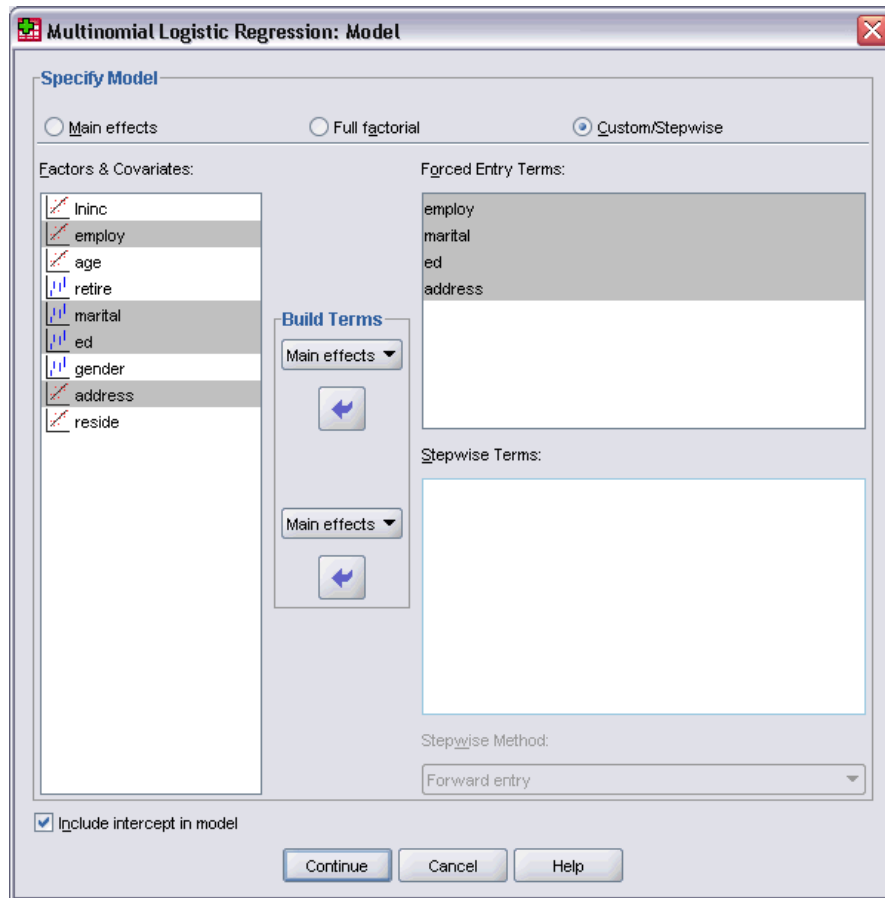 Multinomial Logistic Regression: Model
Specify Model
Main effects
Full factorial
Custom/Stepwise
Factors & Covariates:
lninc
employ
age
retire
marital
ed
gender
address
reside
Build Terms
Main effects
Main effects
Forced Entry Terms:
employ
marital
ed
address
Stepwise Terms:
Stepwise Method:
Forward entry
Include intercept in model
Continue
Cancel
Help